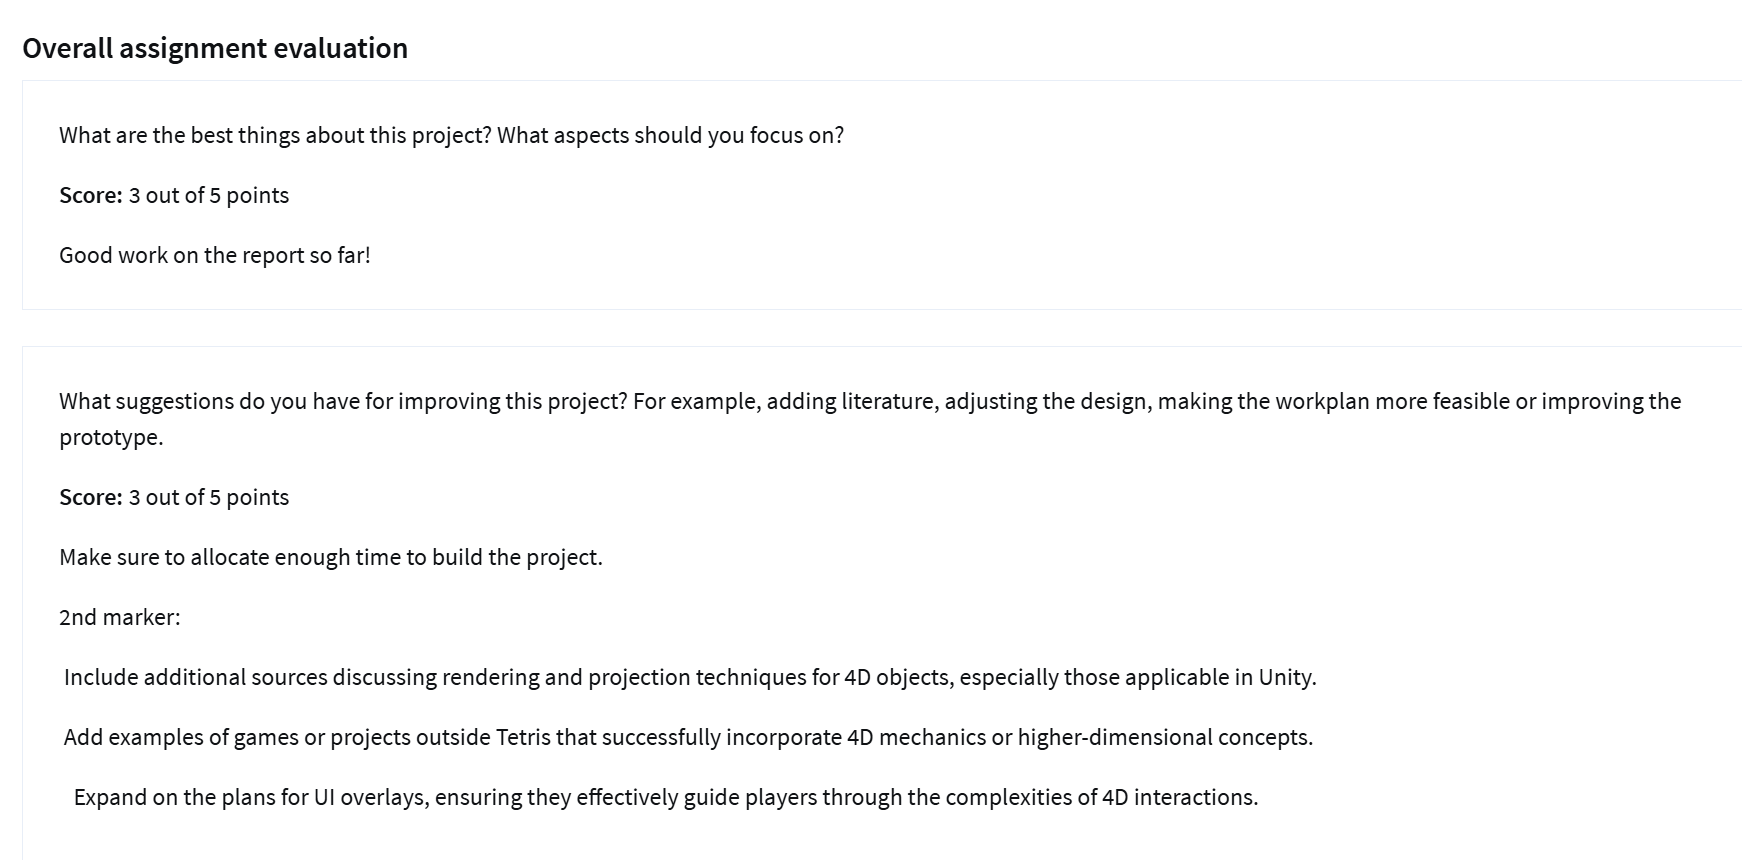 Overall assignment evaluation
What are the best things about this project? What aspects should you focus on?
Score: 3 out of 5 points
Good work on the report so far!
What suggestions do you have for improving this project? For example, adding literature, adjusting the design, making the workplan more feasible or improving the
prototype.
Score: 3 out of 5 points
Make sure to allocate enough time to build the project.
2nd marker:
Include additional sources discussing rendering and projection techniques for 4D objects, especially those applicable in Unity.
Add examples of games or projects outside Tetris that successfully incorporate 4D mechanics or higher-dimensional concepts.
Expand on the plans for UI overlays, ensuring they effectively guide players through the complexities of 4D interactions.